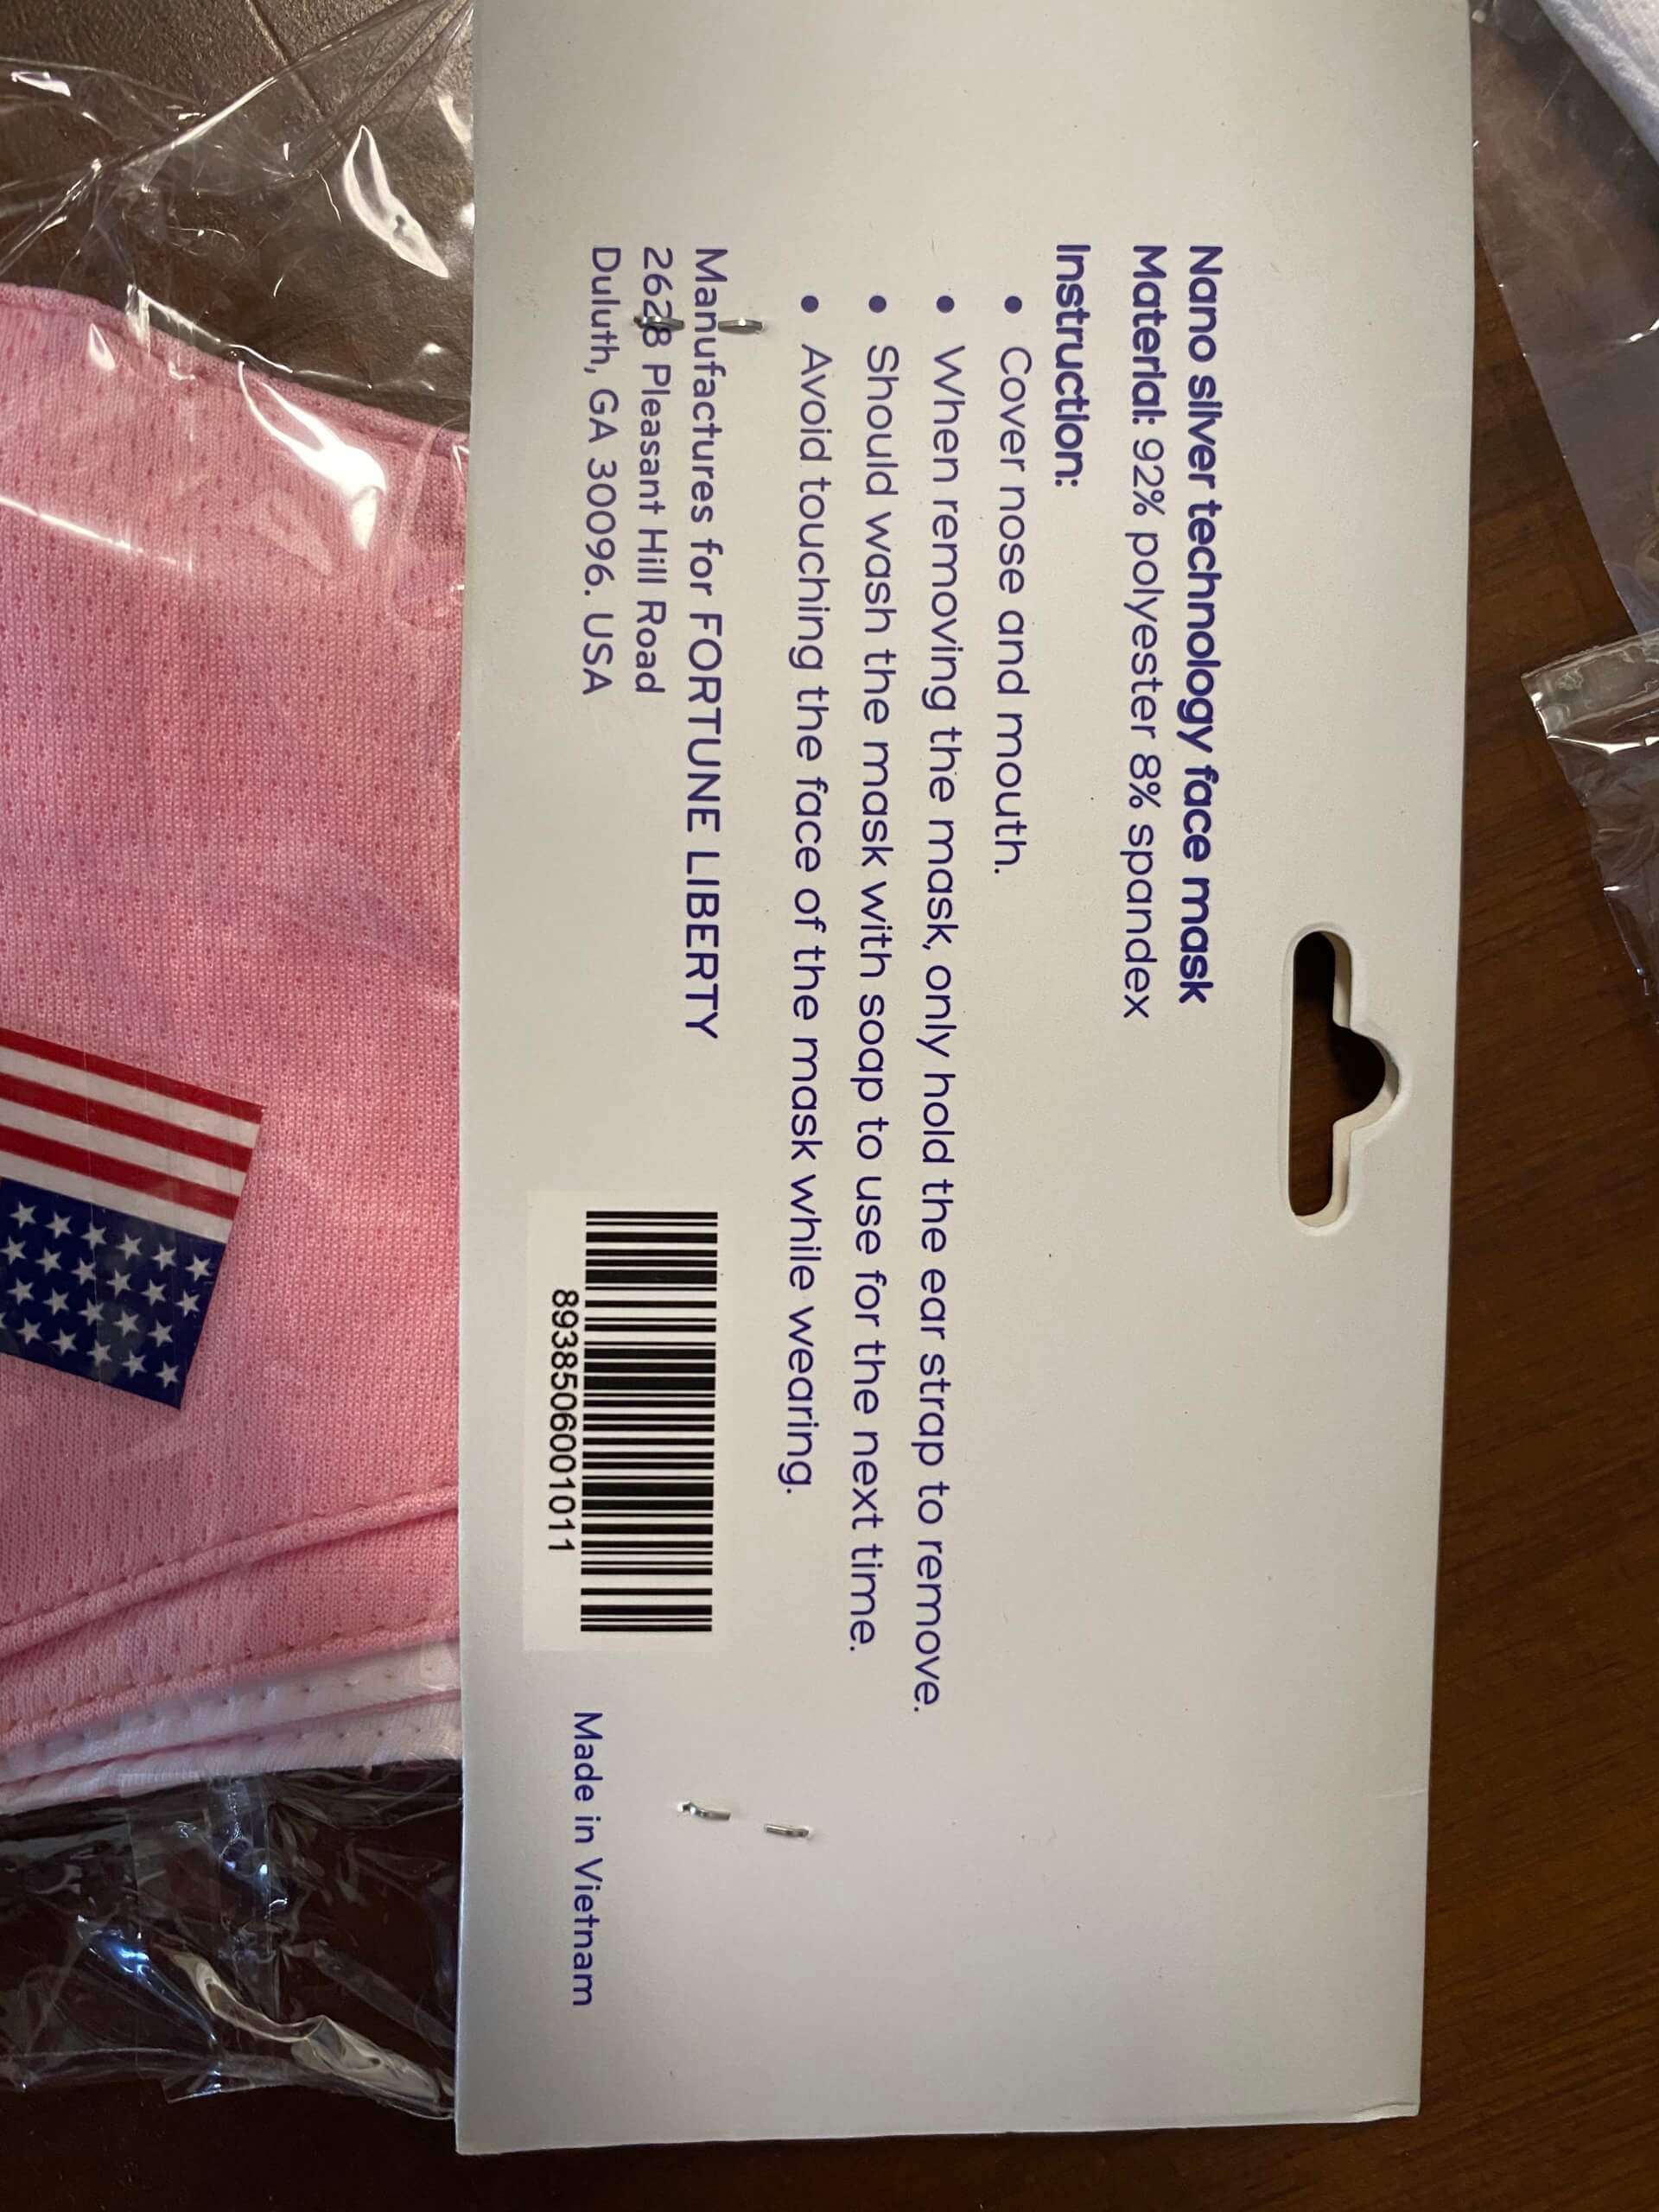 Nano silver technology face mask
Material: 92% polyester 8% spandex
Instruction:
• Cover nose and mouth.
• When removing the mask, only hold the ear strap to remove.
• Should wash the mask with soap to use for the next time.
• Avoid touching the face of the mask while wearing.
Manufactures for FORTUNE LIBERTY
2628 Pleasant Hill Road
Duluth, GA 30096. USA
8938506001011
Made in Vietnam